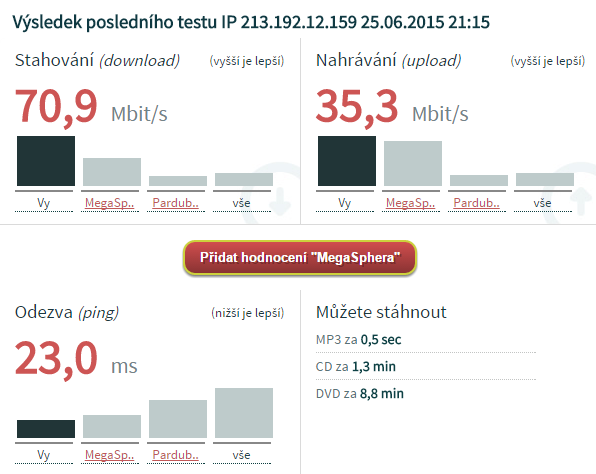 Výsledek posledního testu IP 213.192.12.159 25.06.2015 21:15
Stahování (download) (vyšší je lepší)
70,9 Mbit/s
Vy MegaSp.. Pardub.. vše
Nahrávání (upload) (vyšší je lepší)
35,3 Mbit/s
Vy MegaSp.. Pardub.. vše
Přidat hodnocení "MegaSphera"
Odezva (ping) (nižší je lepší)
23,0 ms
Vy MegaSp.. Pardub.. vše
Můžete stáhnout
MP3 za 0,5 sec
CD za 1,3 min
DVD za 8,8 min